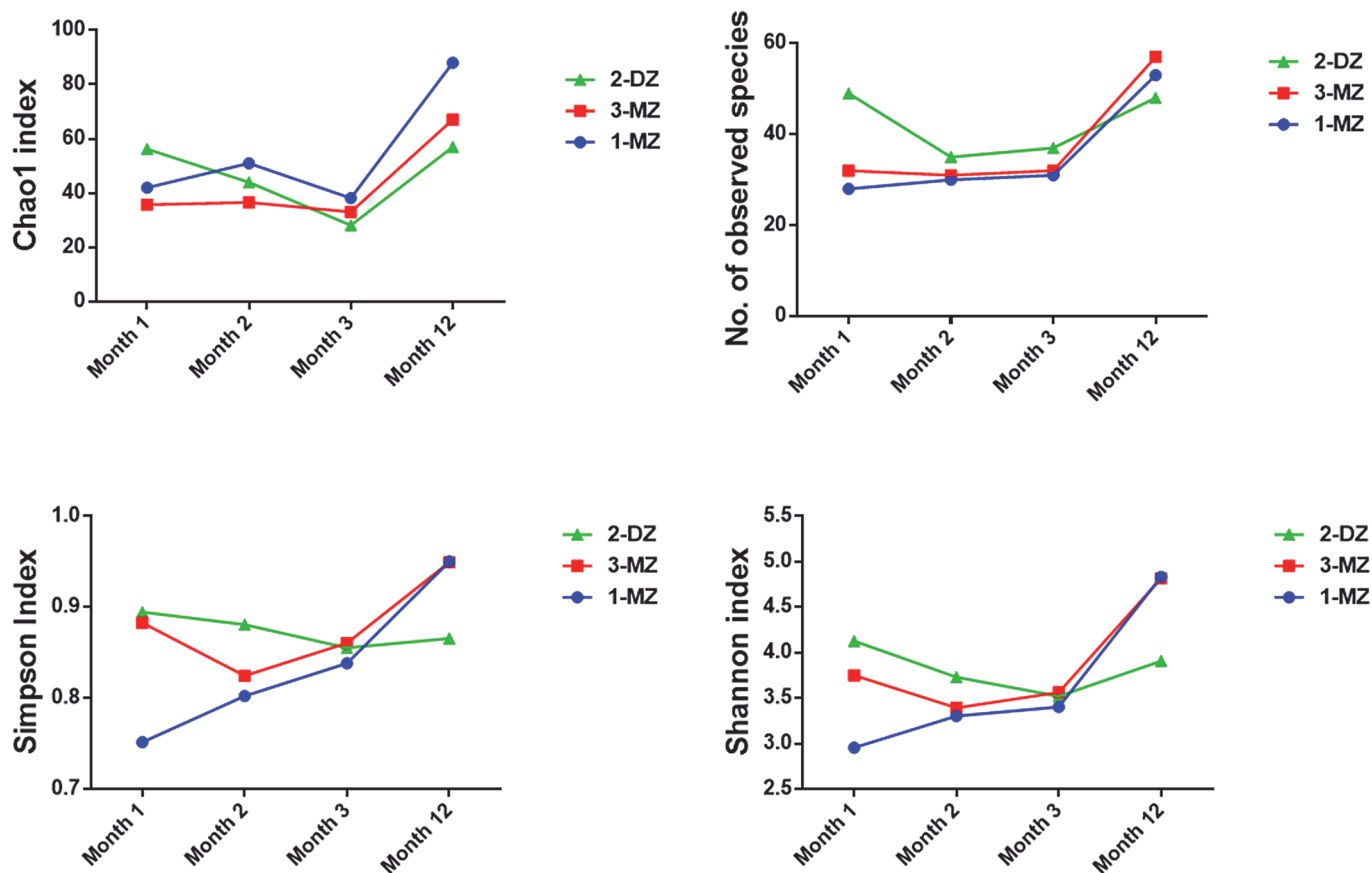 Chao1 index
100
80
60
40
20
0
Month 1
Month 2
Month 3
Month 12
2-DZ
3-MZ
1-MZ
No. of observed species
60
40
20
0
Month 1
Month 2
Month 3
Month 12
2-DZ
3-MZ
1-MZ
Simpson Index
1.0
0.9
0.8
0.7
Month 1
Month 2
Month 3
Month 12
2-DZ
3-MZ
1-MZ
Shannon index
5.5
5.0
4.5
4.0
3.5
3.0
2.5
Month 1
Month 2
Month 3
Month 12
2-DZ
3-MZ
1-MZ